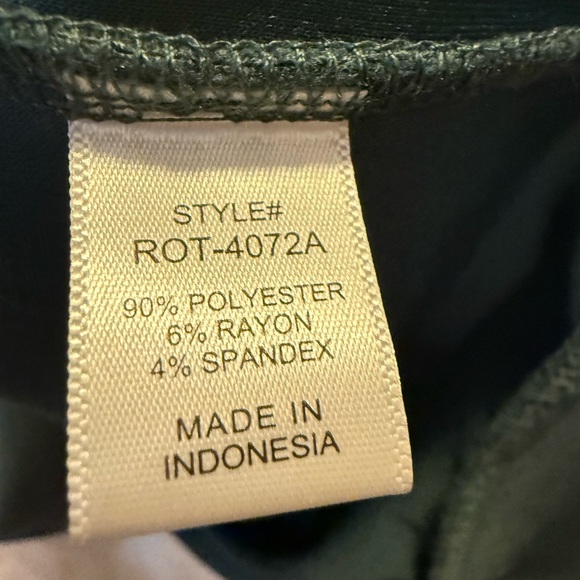 STYLE#
ROT-4072A
90% POLYESTER
6% RAYON
4% SPANDEX
MADE IN
INDONESIA